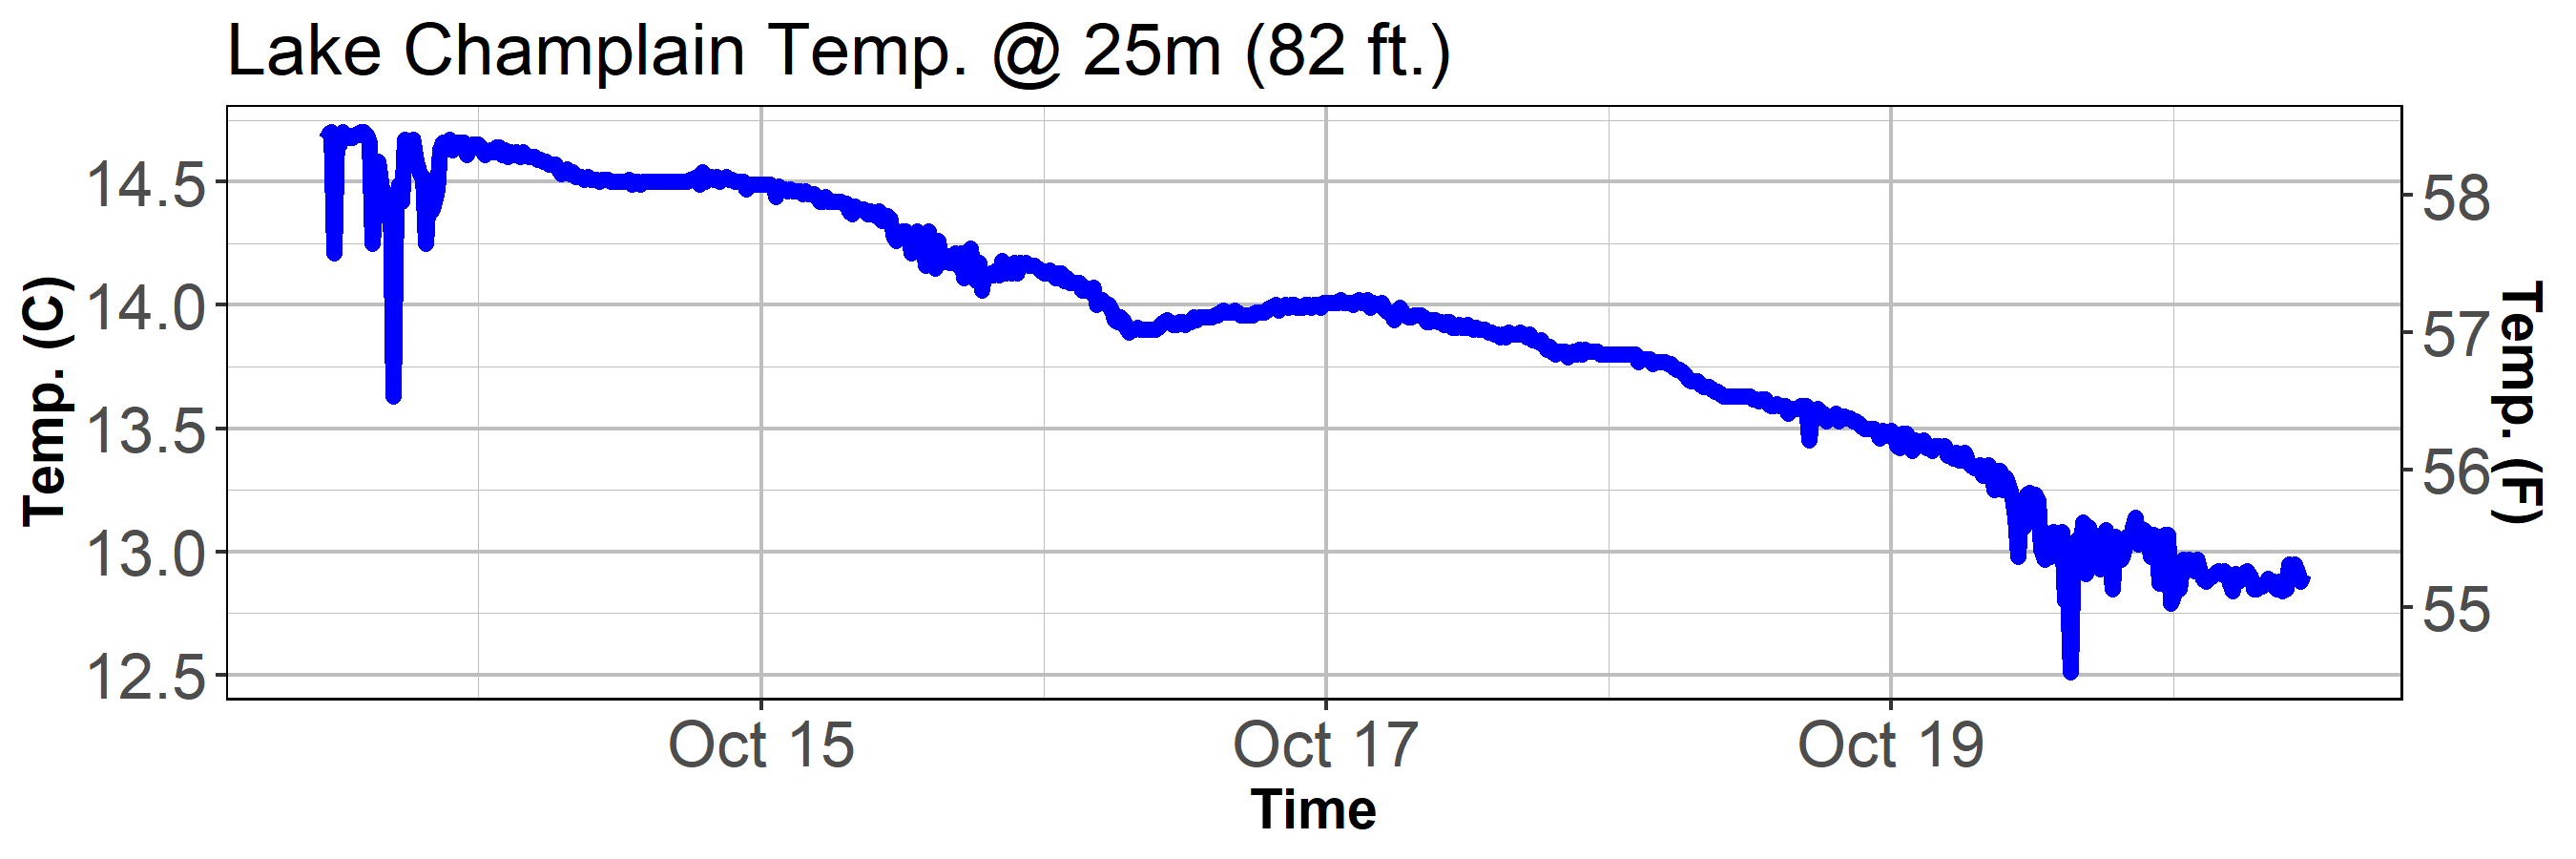 Lake Champlain Temp. @ 25m (82 ft.)
Temp. (C)
14.5
14.0
13.5
13.0
12.5
58
57
56
55
Temp. (F)
Oct 15
Oct 17
Oct 19
Time